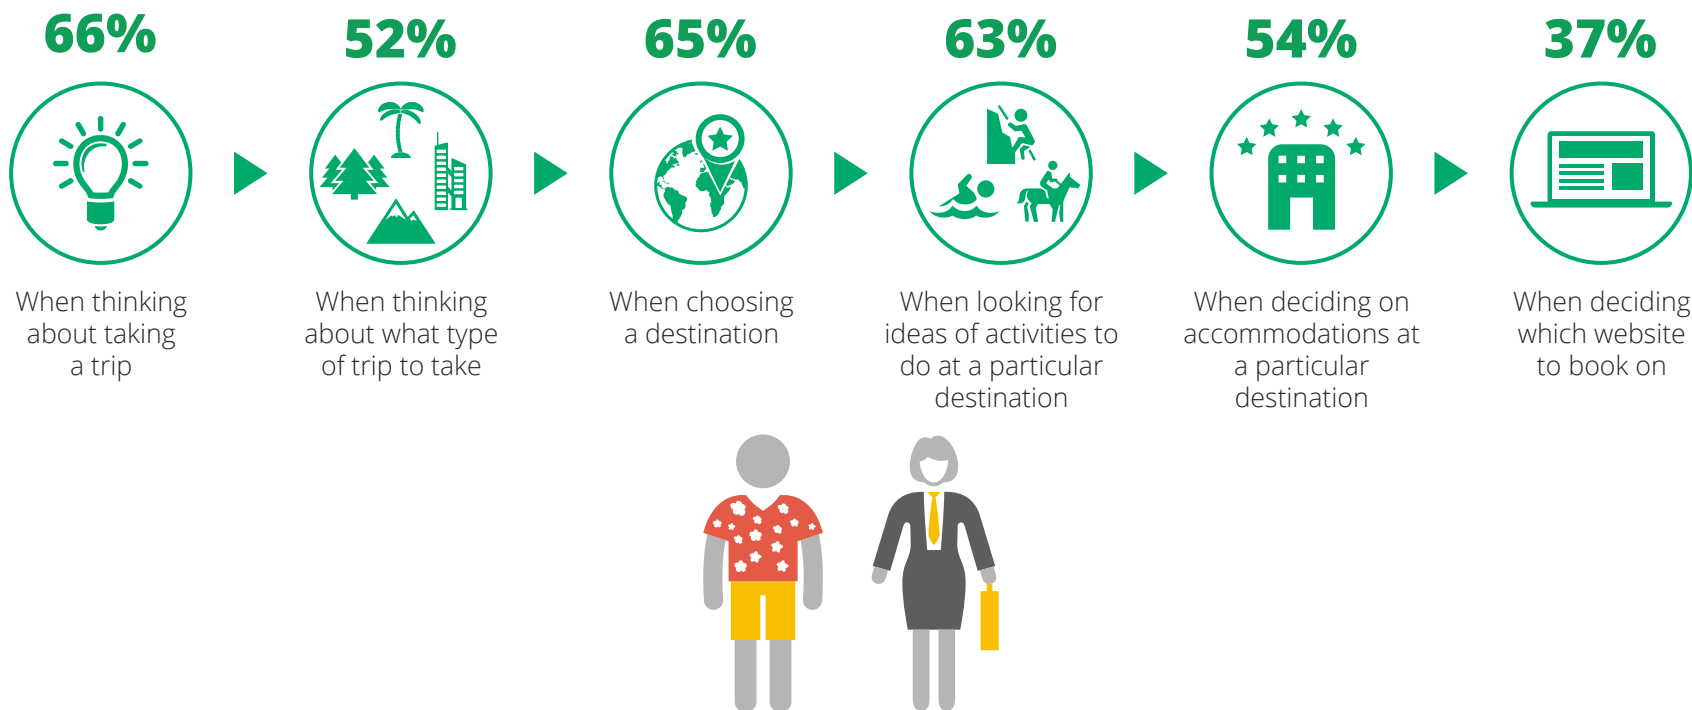 66%
When thinking
about taking
a trip
52%
When thinking
about what type
of trip to take
65%
When choosing
a destination
63%
When looking for
ideas of activities to
do at a particular
destination
54%
When deciding on
accommodations at
a particular
destination
37%
When deciding
which website
to book on